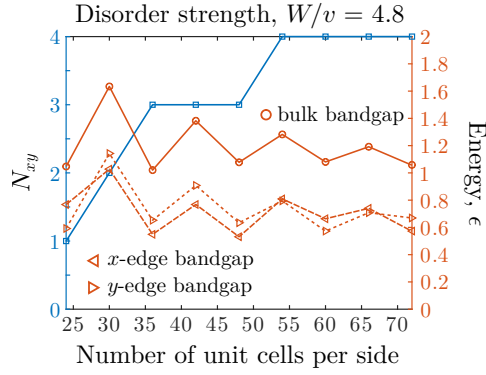 Disorder strength, W/v = 4.8
4
3
2
1
0
N_xy
2
1.8
1.6
1.4
1.2
1
0.8
0.6
0.4
0.2
0
Energy, ϵ
bulk bandgap
x-edge bandgap
y-edge bandgap
25 30 35 40 45 50 55 60 65 70
Number of unit cells per side